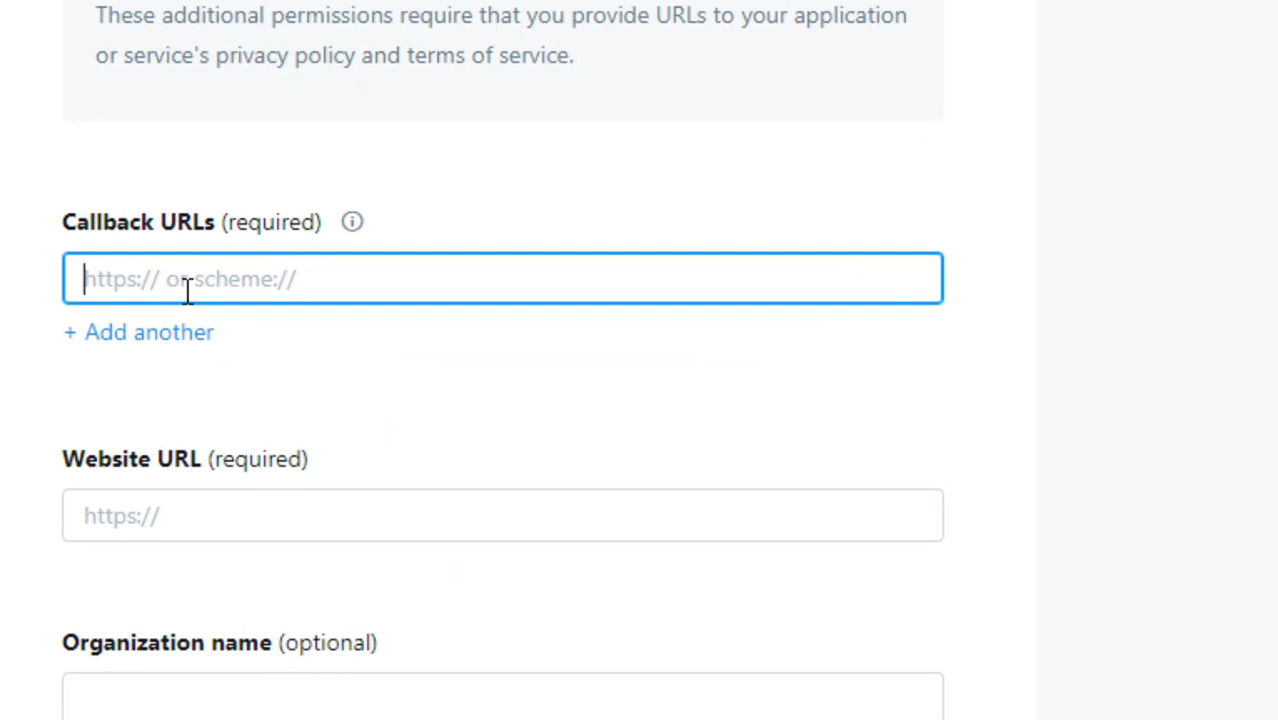 These additional permissions require that you provide URLs to your application
or service's privacy policy and terms of service.
Callback URLs (required)
https:// or scheme://
+ Add another
Website URL (required)
https://
Organization name (optional)